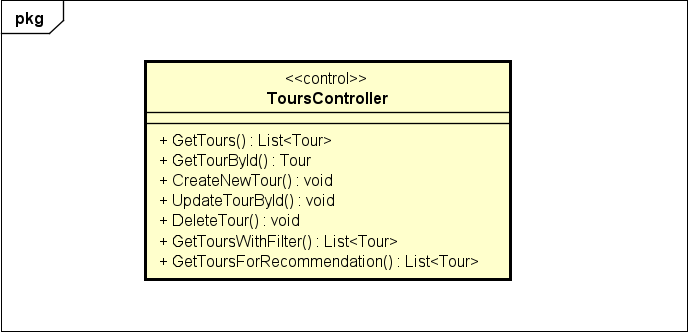 pkg
<<control>>
ToursController
+ GetTours() : List<Tour>
+ GetTourById() : Tour
+ CreateNewTour() : void
+ UpdateTourById() : void
+ DeleteTour() : void
+ GetToursWithFilter() : List<Tour>
+ GetToursForRecommendation() : List<Tour>